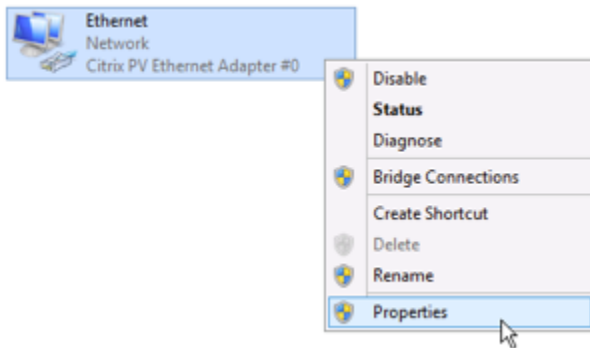 Ethernet
Network
Citrix PV Ethernet Adapter #0
Disable
Status
Diagnose
Bridge Connections
Create Shortcut
Delete
Rename
Properties